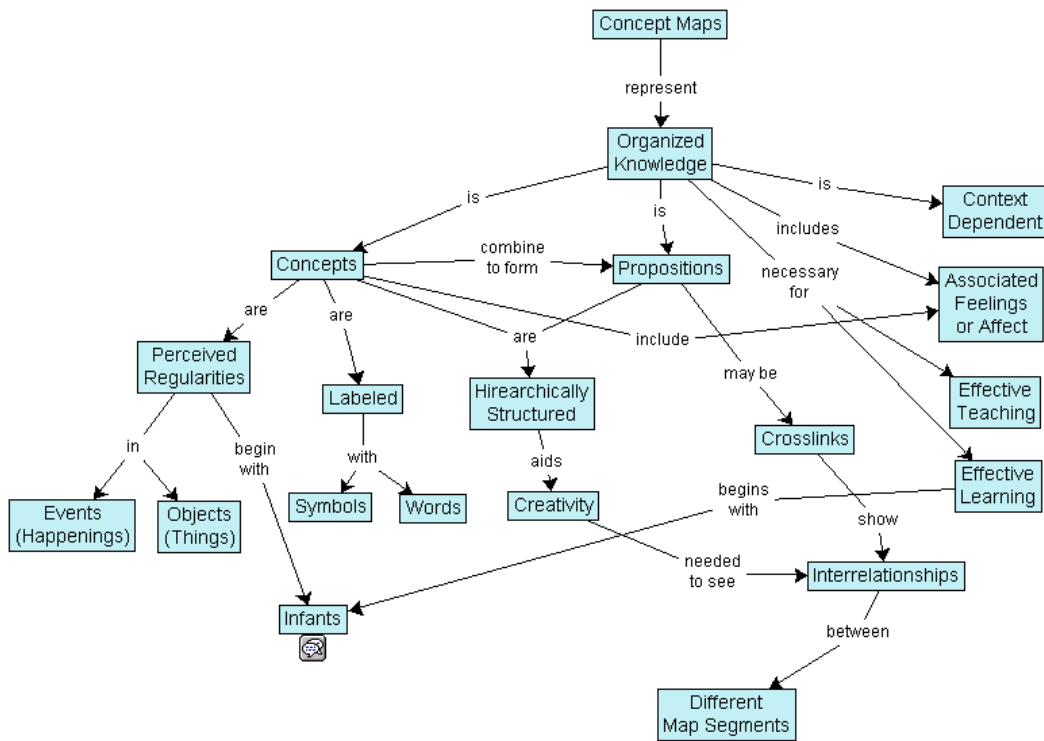 Concept Maps
represent
Organized
Knowledge
is
is
is
includes
Context
Dependent
combine
to form
necessary
for
Concepts
Propositions
Associated
Feelings
or Affect
are
are
are
include
Perceived
Regularities
may be
Labeled
Hirearchically
Structured
Effective
Teaching
Crosslinks
in
begin
with
with
aids
Effective
Learning
begins
with
Symbols
Words
Creativity
Events
(Happenings)
Objects
(Things)
show
needed
to see
Interrelationships
Infants
between
Different
Map Segments